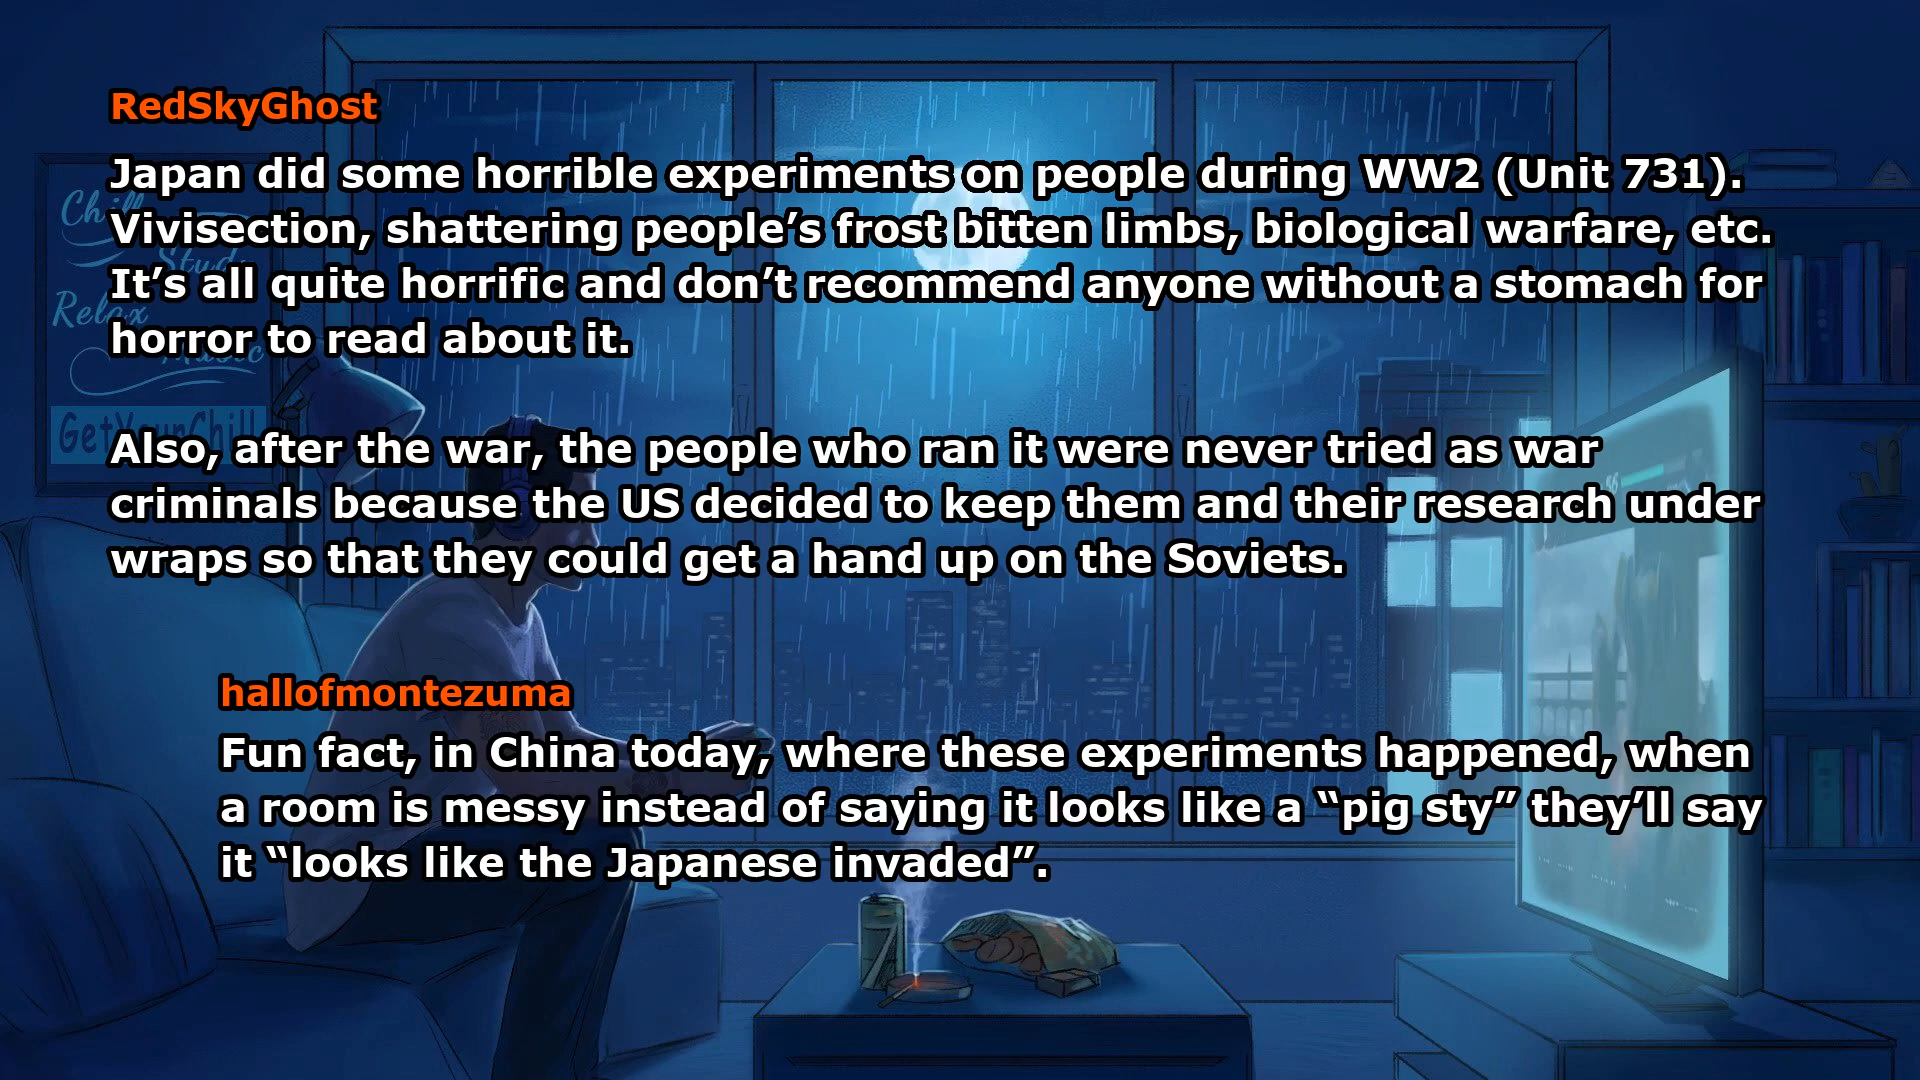 RedSkyGhost
Japan did some horrible experiments on people during WW2 (Unit 731).
Vivisection, shattering people’s frost bitten limbs, biological warfare, etc.
It’s all quite horrific and don’t recommend anyone without a stomach for
horror to read about it.
Also, after the war, the people who ran it were never tried as war
criminals because the US decided to keep them and their research under
wraps so that they could get a hand up on the Soviets.
hallofmontezuma
Fun fact, in China today, where these experiments happened, when
a room is messy instead of saying it looks like a “pig sty” they’ll say
it “looks like the Japanese invaded”.
Chill
Study
Relax
Music
GetYourChill